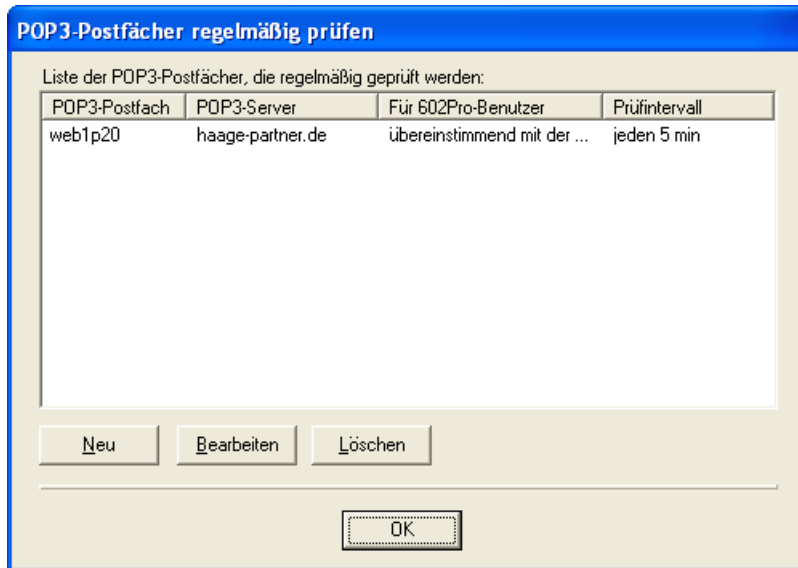 POP3-Postfächer regelmäßig prüfen
Liste der POP3-Postfächer, die regelmäßig geprüft werden:
POP3-Postfach POP3-Server Für 602Pro-Benutzer Prüfintervall
web1p20 haage-partner.de übereinstimmend mit der ... jeden 5 min
Neu Bearbeiten Löschen
OK